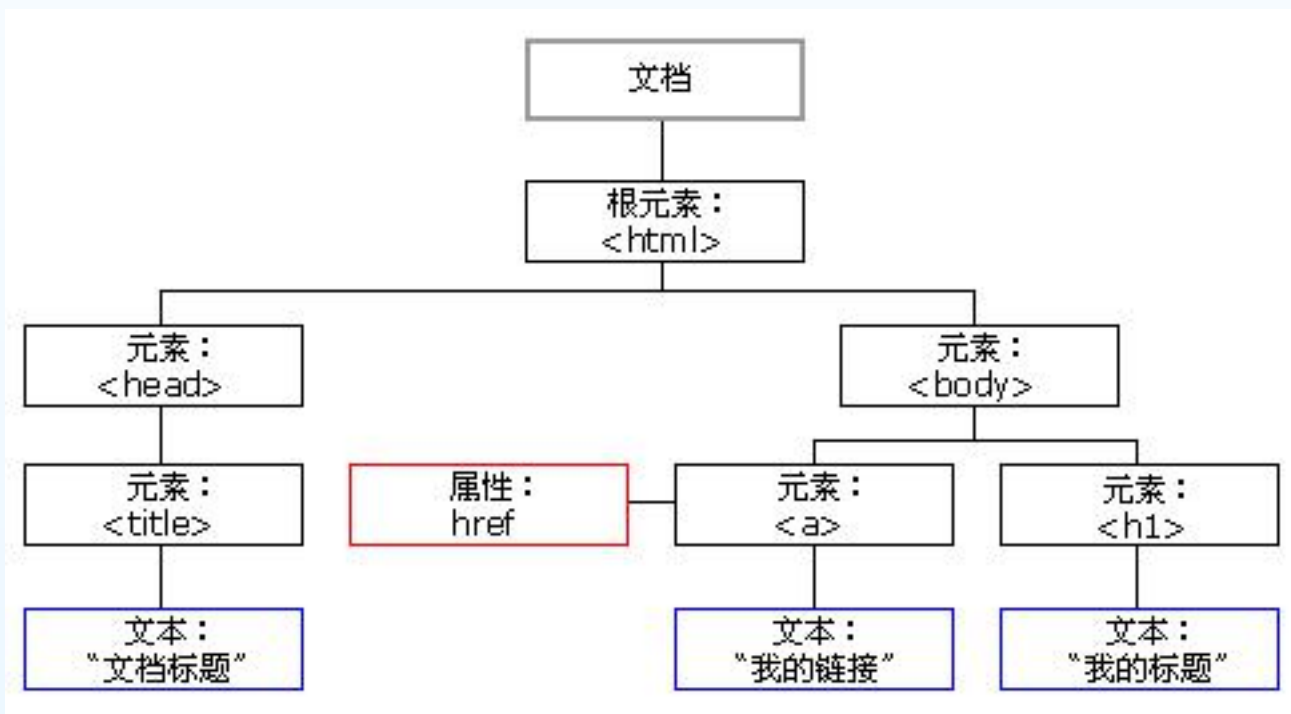 文档
根元素：
<html>
元素：
<head>
元素：
<body>
元素：
<title>
属性：
href
元素：
<a>
元素：
<h1>
文本：
“文档标题”
文本：
“我的链接”
文本：
“我的标题”